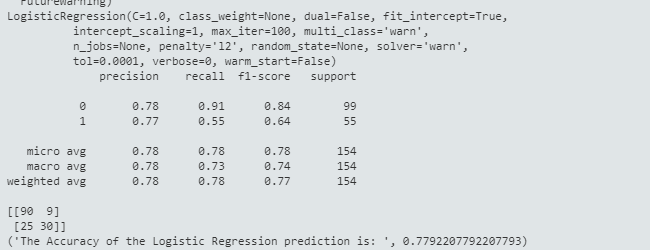 FutureWarning)
LogisticRegression(C=1.0, class_weight=None, dual=False, fit_intercept=True,
intercept_scaling=1, max_iter=100, multi_class='warn',
n_jobs=None, penalty='l2', random_state=None, solver='warn',
tol=0.0001, verbose=0, warm_start=False)
precision recall f1-score support
0 0.78 0.91 0.84 99
1 0.77 0.55 0.64 55
micro avg 0.78 0.78 0.78 154
macro avg 0.78 0.73 0.74 154
weighted avg 0.78 0.78 0.77 154
[[90 9]
[25 30]]
('The Accuracy of the Logistic Regression prediction is: ', 0.7792207792207793)